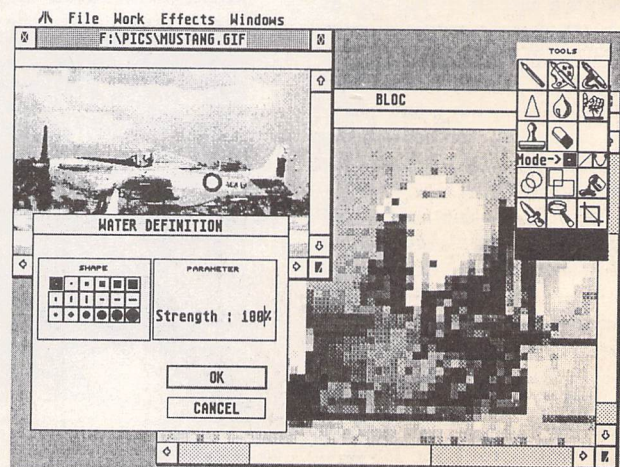 File Work Effects Windows
F:\PICS\MUSTANG.GIF
TOOLS
BLOC
Mode->
WATER DEFINITION
SHAPE
PARAMETER
Strength : 100%
OK
CANCEL